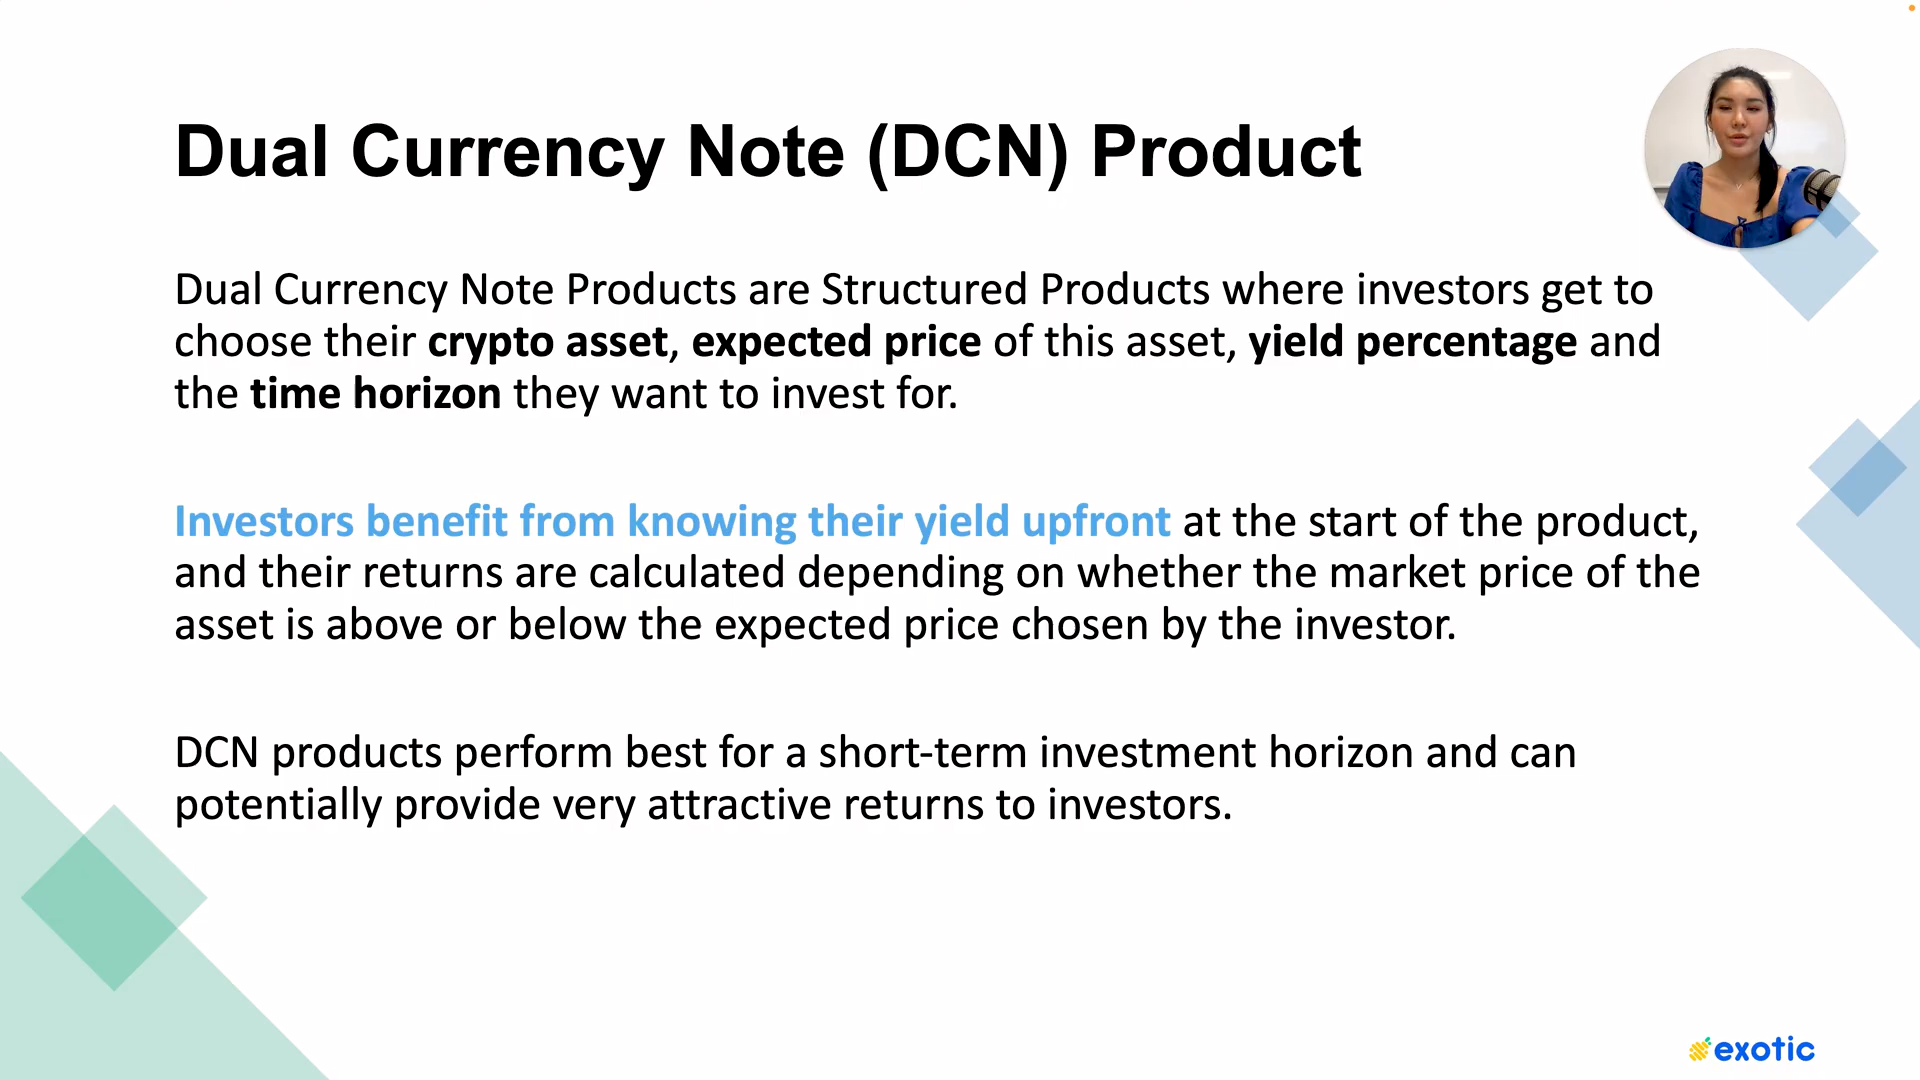 Dual Currency Note (DCN) Product
Dual Currency Note Products are Structured Products where investors get to
choose their crypto asset, expected price of this asset, yield percentage and
the time horizon they want to invest for.
Investors benefit from knowing their yield upfront at the start of the product,
and their returns are calculated depending on whether the market price of the
asset is above or below the expected price chosen by the investor.
DCN products perform best for a short-term investment horizon and can
potentially provide very attractive returns to investors.
exotic